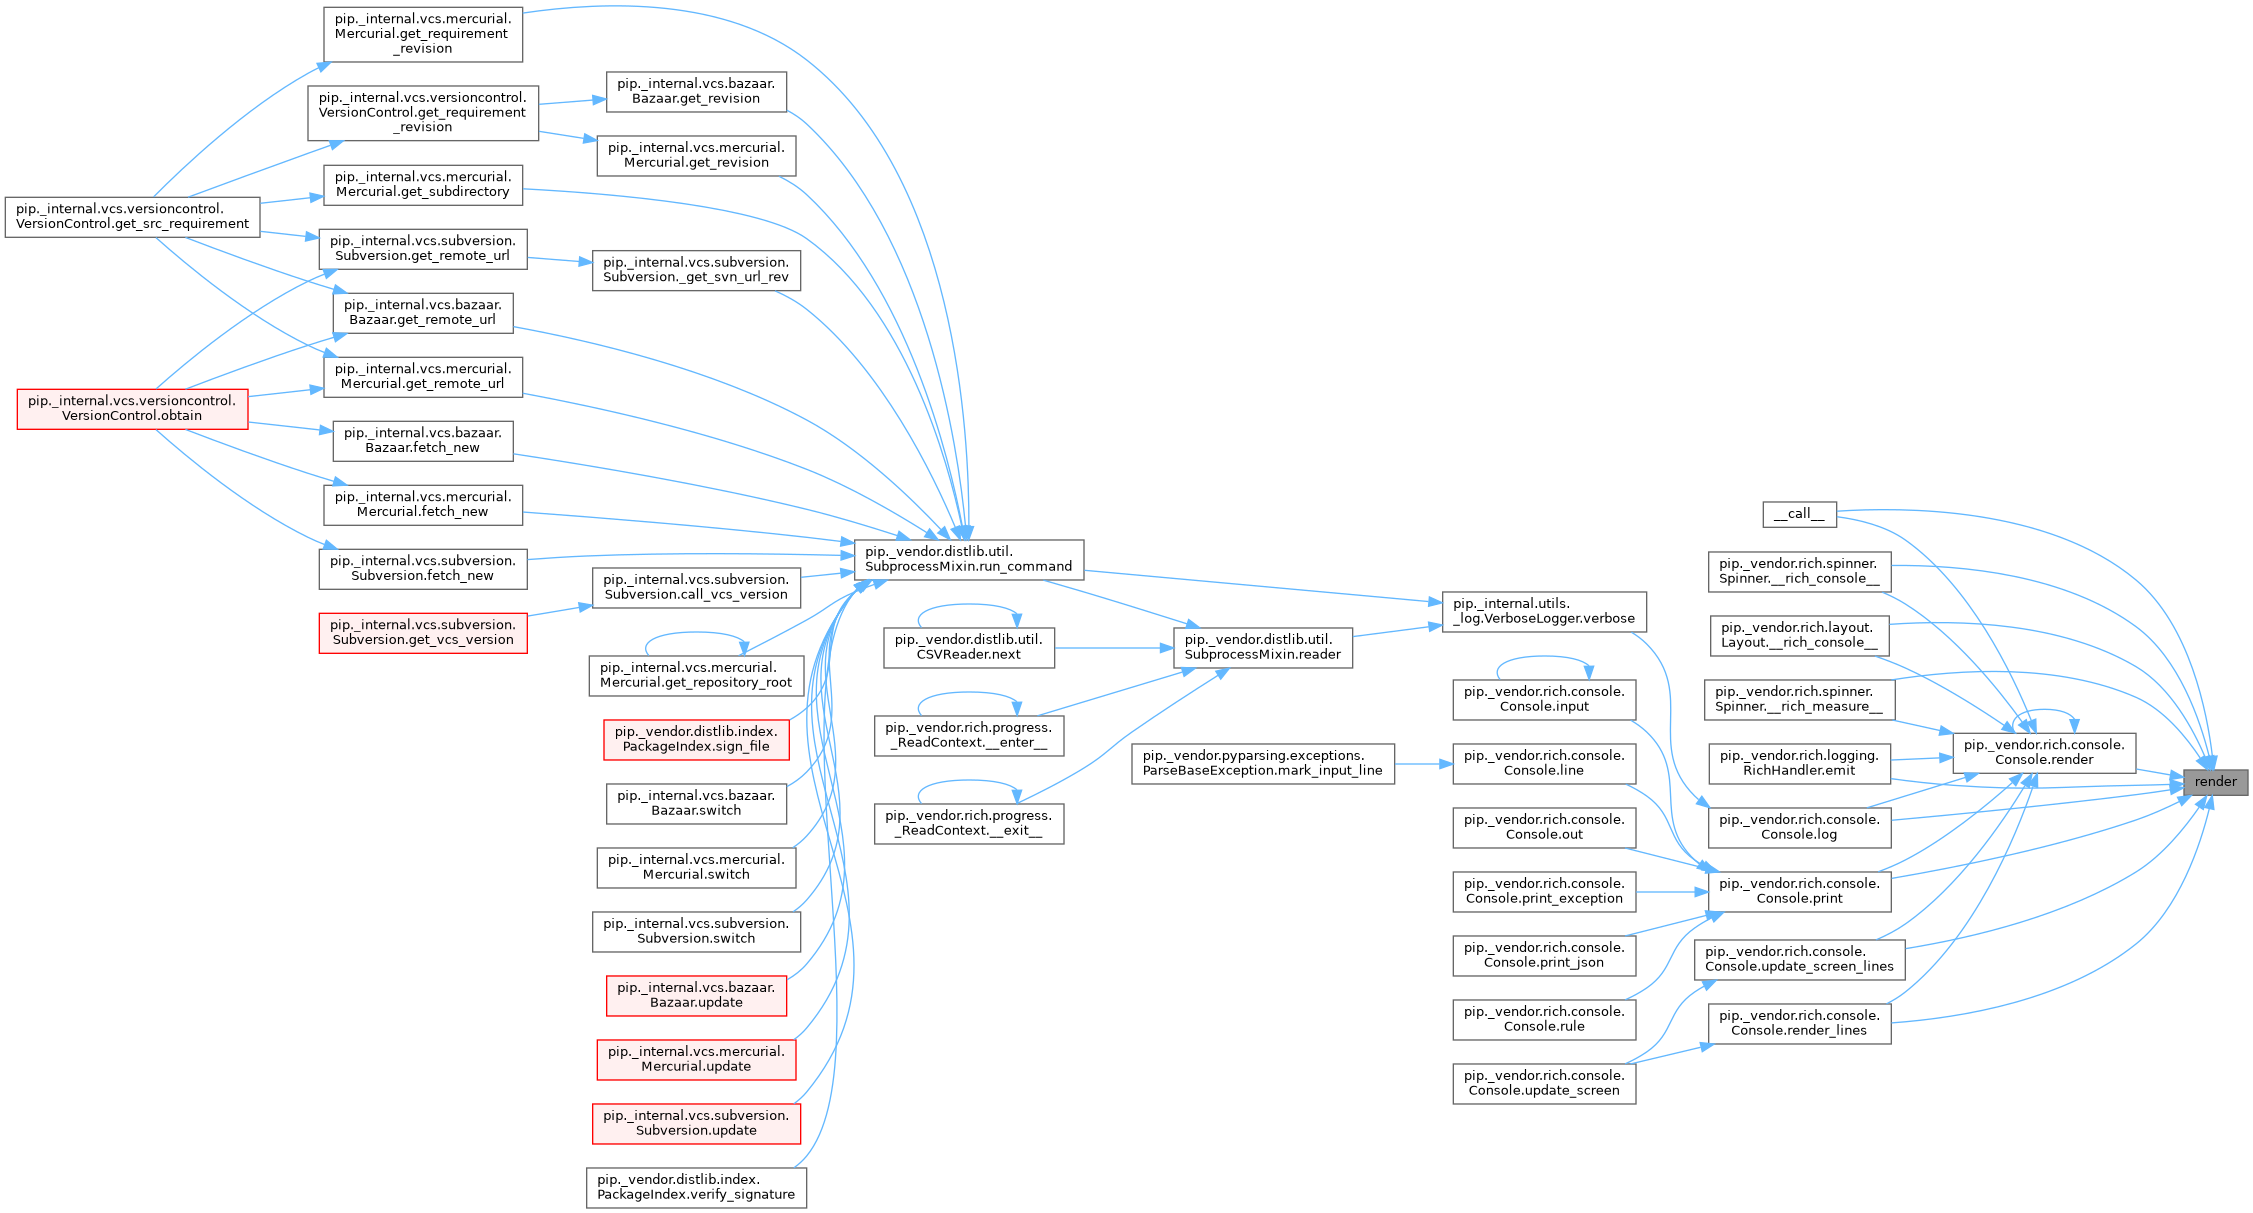 pip._internal.vcs.mercurial.
Mercurial.get_requirement
_revision
pip._internal.vcs.versioncontrol.
VersionControl.get_requirement
_revision
pip._internal.vcs.mercurial.
Mercurial.get_subdirectory
pip._internal.vcs.versioncontrol.
VersionControl.get_src_requirement
pip._internal.vcs.subversion.
Subversion.get_remote_url
pip._internal.vcs.bazaar.
Bazaar.get_remote_url
pip._internal.vcs.mercurial.
Mercurial.get_remote_url
pip._internal.vcs.versioncontrol.
VersionControl.obtain
pip._internal.vcs.bazaar.
Bazaar.fetch_new
pip._internal.vcs.mercurial.
Mercurial.fetch_new
pip._internal.vcs.subversion.
Subversion.fetch_new
pip._internal.vcs.subversion.
Subversion.get_vcs_version
pip._internal.vcs.bazaar.
Bazaar.get_revision
pip._internal.vcs.mercurial.
Mercurial.get_revision
pip._internal.vcs.subversion.
Subversion._get_svn_url_rev
pip._internal.vcs.subversion.
Subversion.call_vcs_version
pip._internal.vcs.mercurial.
Mercurial.get_repository_root
pip._vendor.distlib.index.
PackageIndex.sign_file
pip._internal.vcs.bazaar.
Bazaar.switch
pip._internal.vcs.mercurial.
Mercurial.switch
pip._internal.vcs.subversion.
Subversion.switch
pip._internal.vcs.bazaar.
Bazaar.update
pip._internal.vcs.mercurial.
Mercurial.update
pip._internal.vcs.subversion.
Subversion.update
pip._vendor.distlib.index.
PackageIndex.verify_signature
pip._vendor.distlib.util.
SubprocessMixin.run_command
pip._vendor.distlib.util.
CSVReader.next
pip._vendor.rich.progress.
_ReadContext.__enter__
pip._vendor.rich.progress.
_ReadContext.__exit__
pip._vendor.distlib.util.
SubprocessMixin.reader
pip._vendor.pyparsing.exceptions.
ParseBaseException.mark_input_line
pip._internal.utils.
_log.VerboseLogger.verbose
pip._vendor.rich.console.
Console.input
pip._vendor.rich.console.
Console.line
pip._vendor.rich.console.
Console.out
pip._vendor.rich.console.
Console.print_exception
pip._vendor.rich.console.
Console.print_json
pip._vendor.rich.console.
Console.rule
pip._vendor.rich.console.
Console.update_screen
__call__
pip._vendor.rich.spinner.
Spinner.__rich_console__
pip._vendor.rich.layout.
Layout.__rich_console__
pip._vendor.rich.spinner.
Spinner.__rich_measure__
pip._vendor.rich.logging.
RichHandler.emit
pip._vendor.rich.console.
Console.log
pip._vendor.rich.console.
Console.print
pip._vendor.rich.console.
Console.update_screen_lines
pip._vendor.rich.console.
Console.render_lines
pip._vendor.rich.console.
Console.render
render